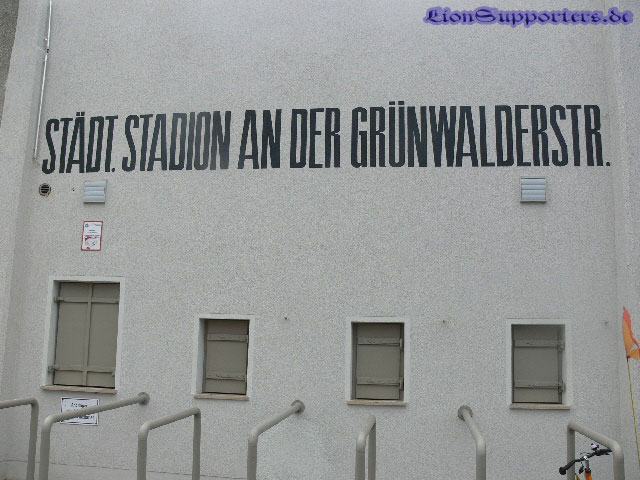 LionSupporters.de
STÄDT. STADION AN DER GRÜNWALDERSTR.